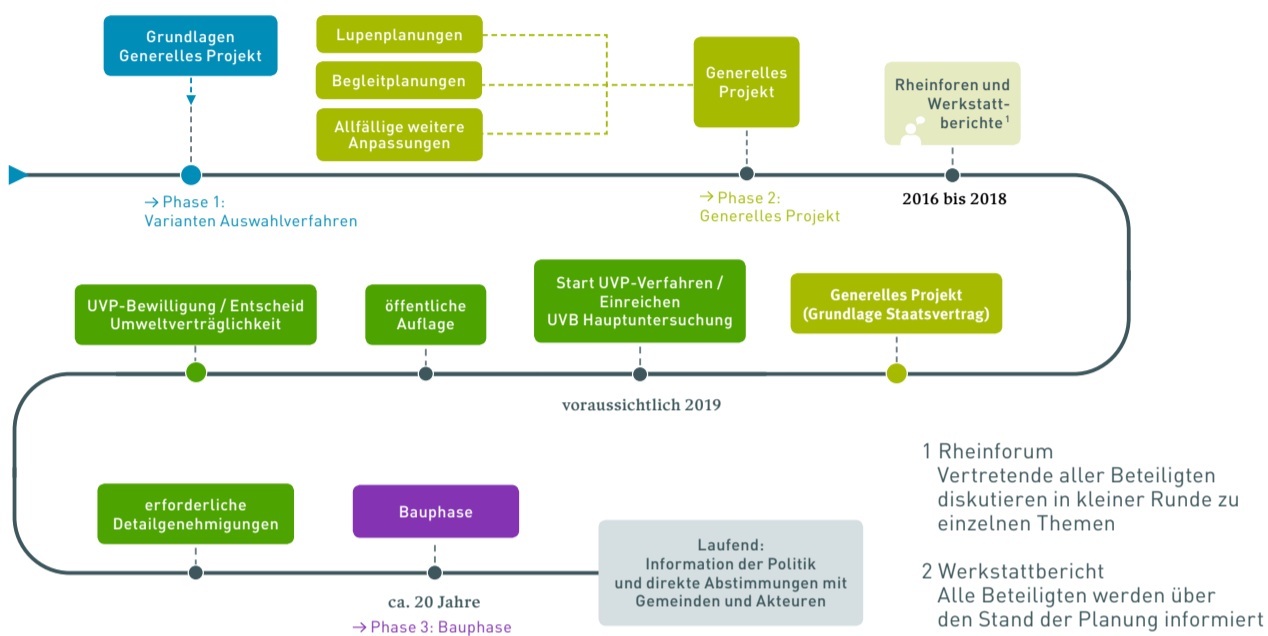 Grundlagen
Generelles Projekt
Lupenplanungen
Begleitplanungen
Allfällige weitere
Anpassungen
Generelles
Projekt
Rheinforen und
Werkstatt-
berichte 1
→ Phase 1:
Varianten Auswahlverfahren
→ Phase 2:
Generelles Projekt
2016 bis 2018
UVP-Bewilligung / Entscheid
Umweltverträglichkeit
öffentliche
Auflage
Start UVP-Verfahren /
Einreichen
UVB Hauptuntersuchung
Generelles Projekt
(Grundlage Staatsvertrag)
voraussichtlich 2019
erforderliche
Detailgenehmigungen
Bauphase
ca. 20 Jahre
→ Phase 3: Bauphase
Laufend:
Information der Politik
und direkte Abstimmungen mit
Gemeinden und Akteuren
1 Rheinforum
Vertretende aller Beteiligten
diskutieren in kleiner Runde zu
einzelnen Themen
2 Werkstattbericht
Alle Beteiligten werden über
den Stand der Planung informiert